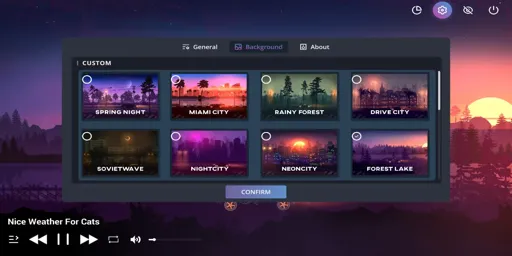 General Background About
CUSTOM
SPRING NIGHT MIAMI CITY RAINY FOREST DRIVE CITY
SOVIETWAVE NIGHTCITY NEONCITY FOREST LAKE
CONFIRM
Nice Weather For Cats